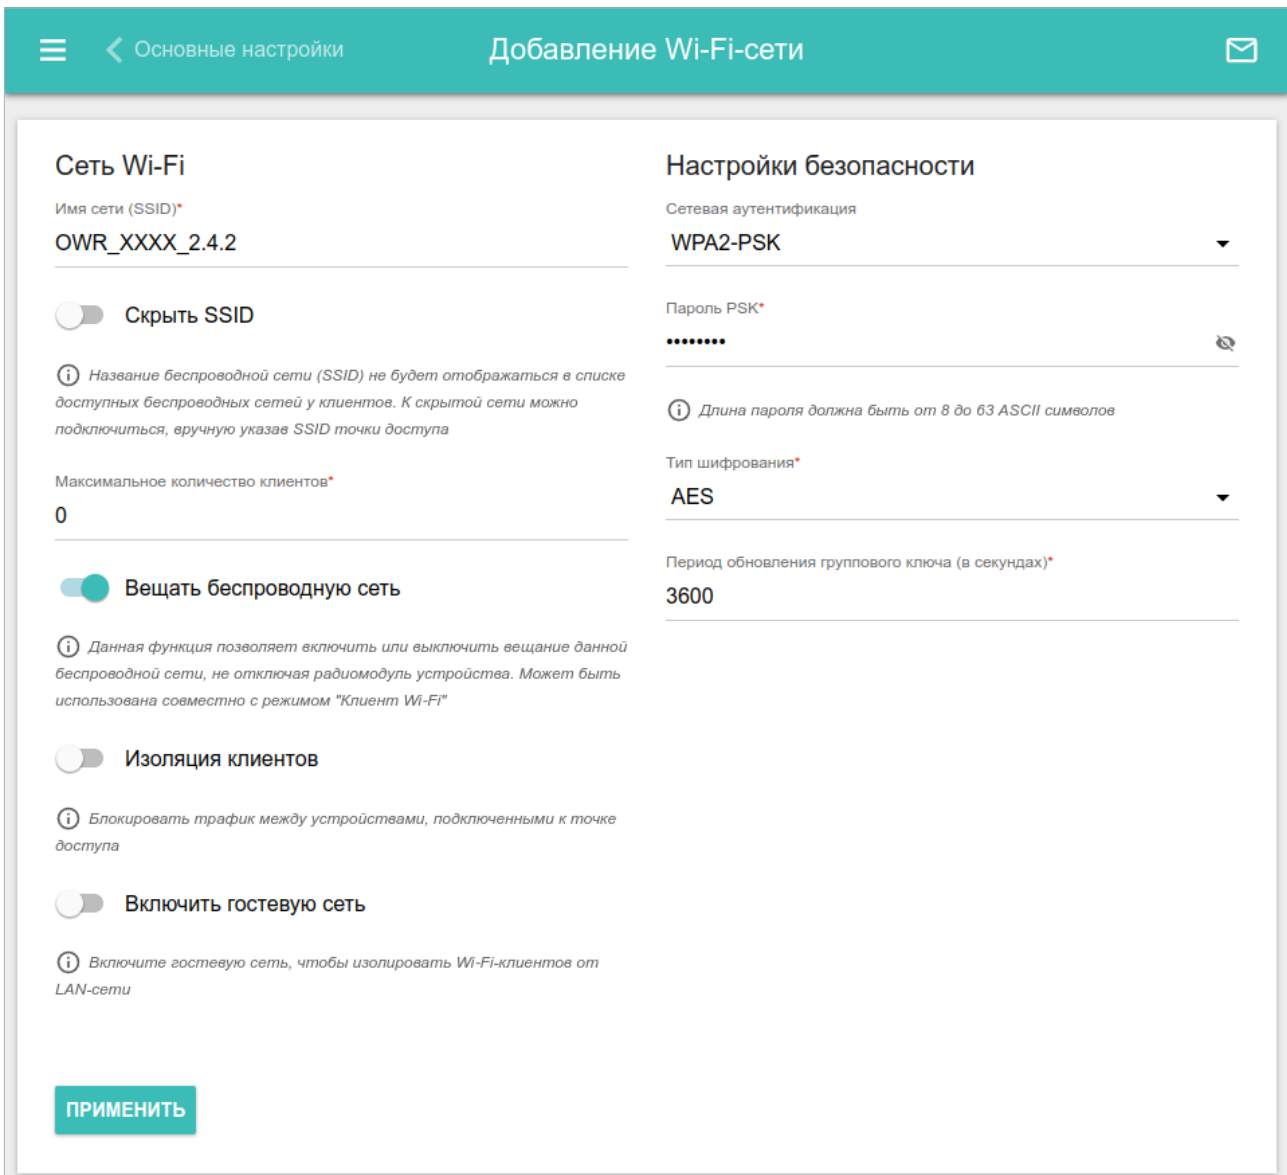 Основные настройки
Добавление Wi-Fi-сети
Сеть Wi-Fi
Имя сети (SSID)*
OWR_XXXX_2.4.2
Скрыть SSID
Название беспроводной сети (SSID) не будет отображаться в списке
доступных беспроводных сетей у клиентов. К скрытой сети можно
подключиться, вручную указав SSID точки доступа
Максимальное количество клиентов*
0
Вещать беспроводную сеть
Данная функция позволяет включить или выключить вещание данной
беспроводной сети, не отключая радиомодуль устройства. Может быть
использована совместно с режимом "Клиент Wi-Fi"
Изоляция клиентов
Блокировать трафик между устройствами, подключенными к точке
доступа
Включить гостевую сеть
Включите гостевую сеть, чтобы изолировать Wi-Fi-клиентов от
LAN-сети
ПРИМЕНИТЬ
Настройки безопасности
Сетевая аутентификация
WPA2-PSK
Пароль PSK*
••••••••
Длина пароля должна быть от 8 до 63 ASCII символов
Тип шифрования*
AES
Период обновления группового ключа (в секундах)*
3600